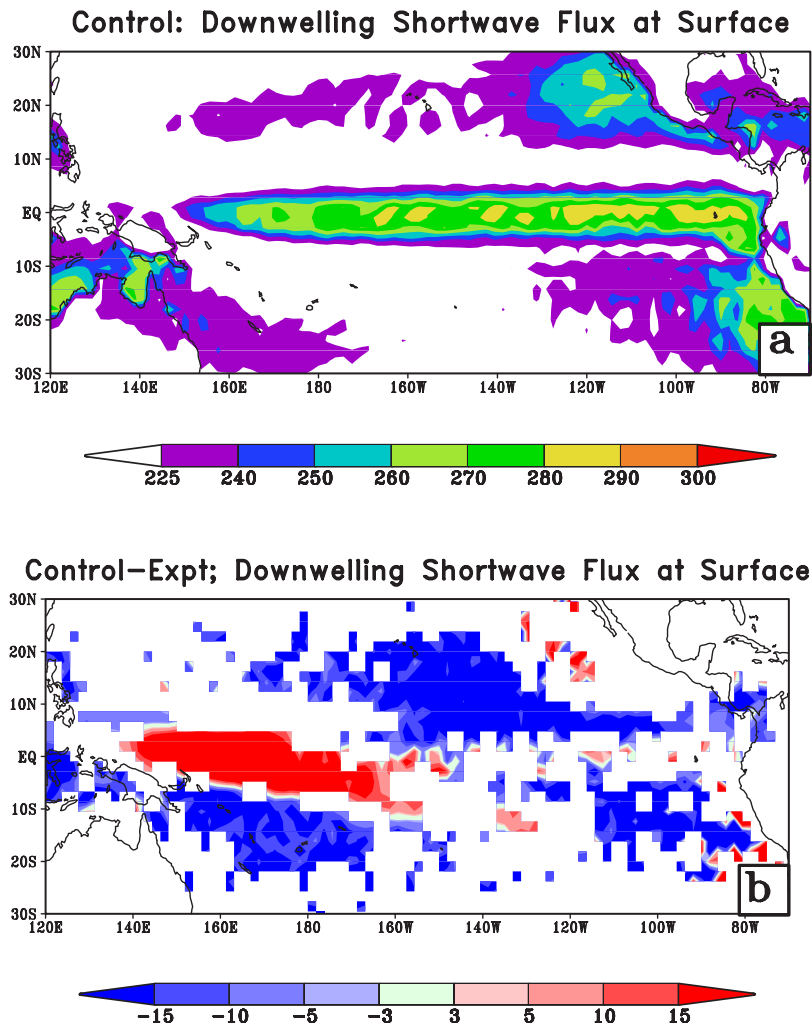 Control: Downwelling Shortwave Flux at Surface
30N
20N
10N
EQ
10S
20S
30S
a
120E 140E 160E 180 160W 140W 120W 100W 80W
225 240 250 260 270 280 290 300
Control-Expt; Downwelling Shortwave Flux at Surface
30N
20N
10N
EQ
10S
20S
30S
b
120E 140E 160E 180 160W 140W 120W 100W 80W
-15 -10 -5 -3 3 5 10 15